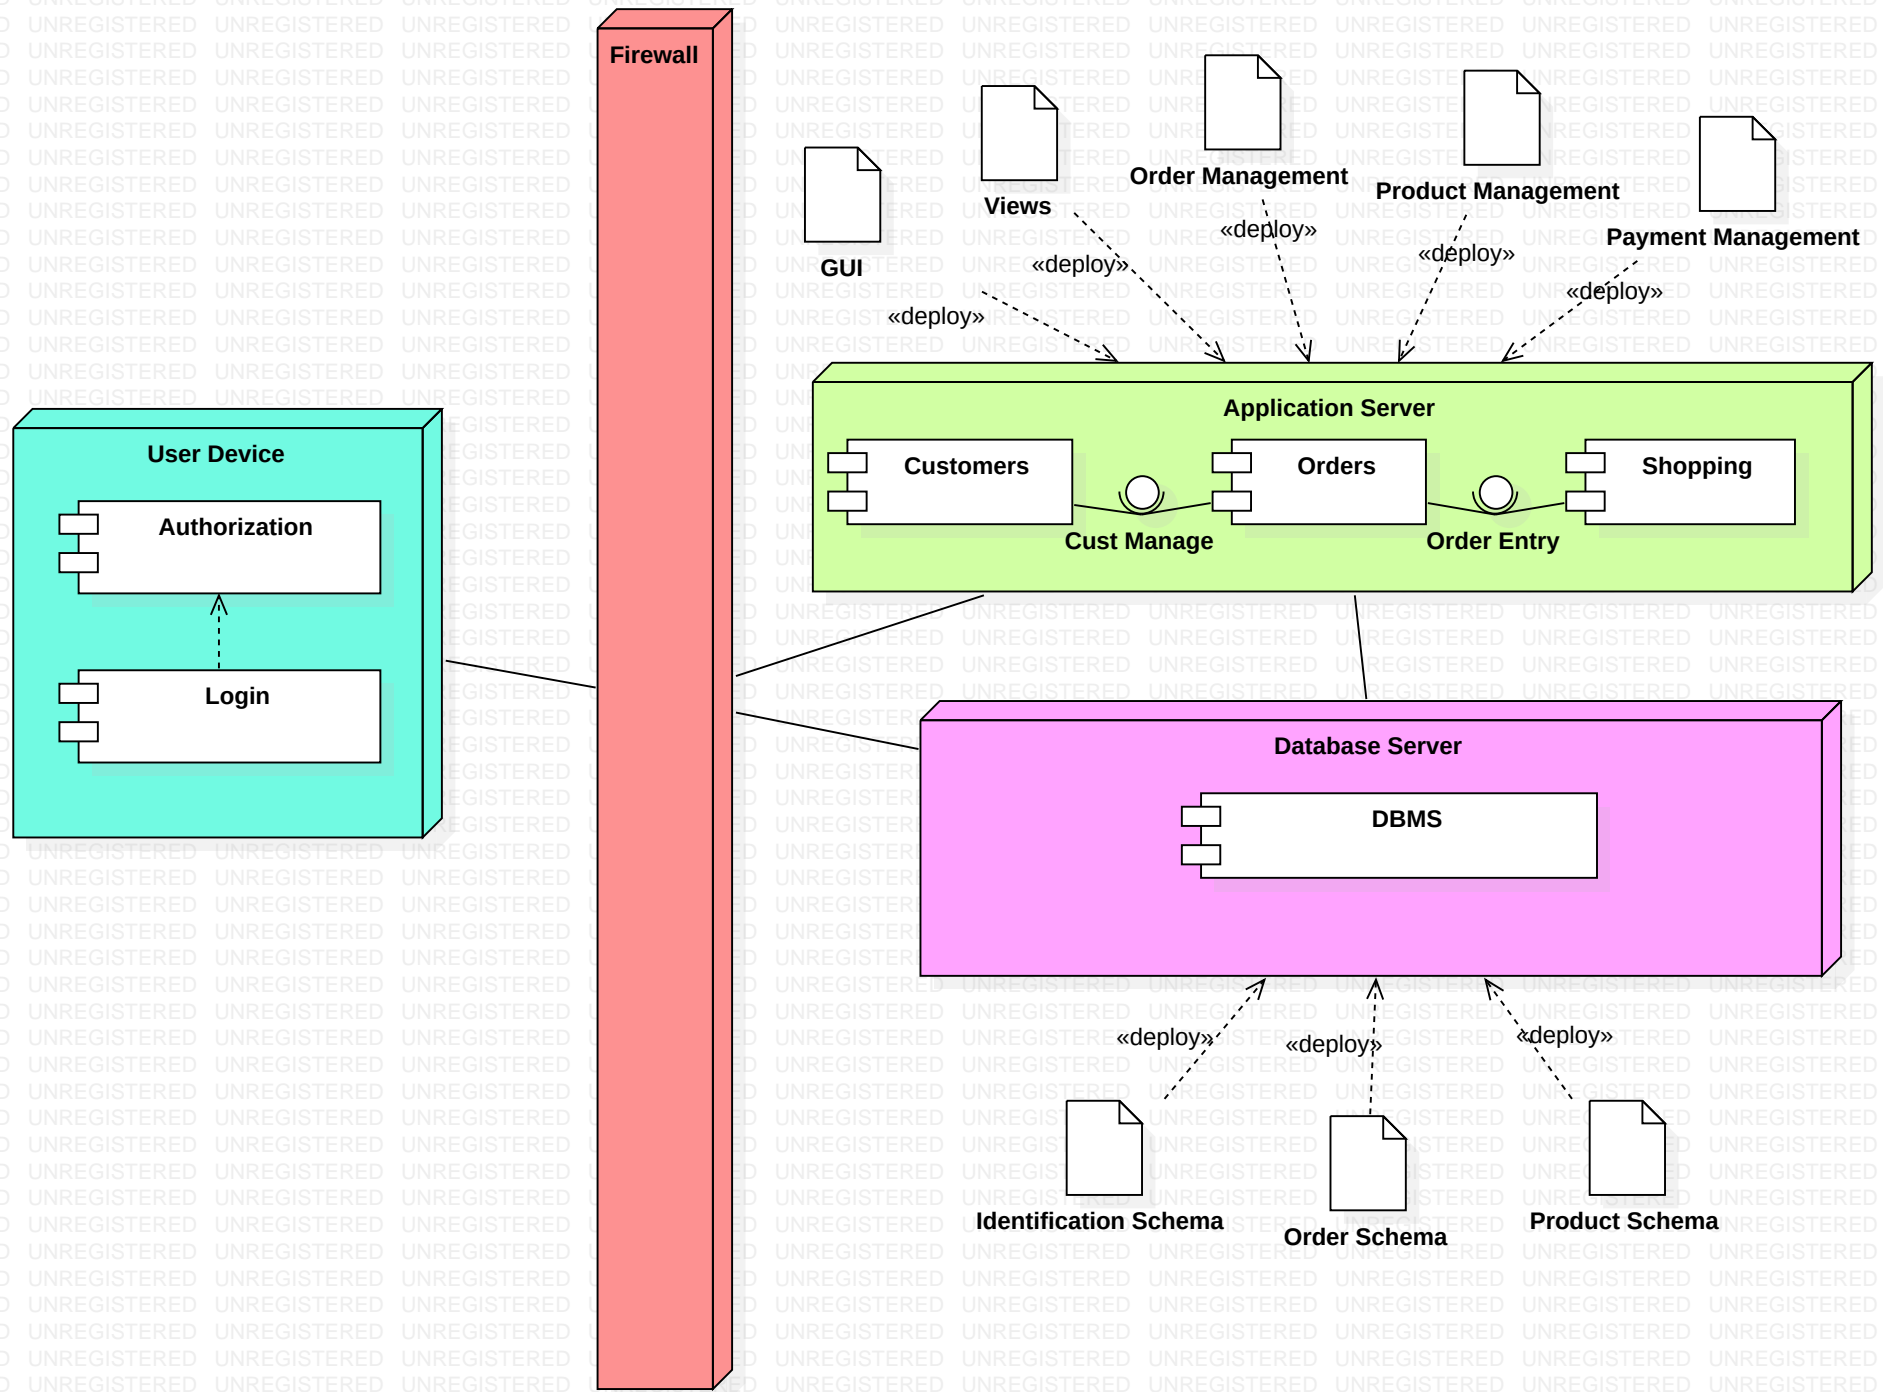 Firewall
Views
Order Management
Product Management
Payment Management
GUI
«deploy»
«deploy»
«deploy»
«deploy»
«deploy»
Application Server
Customers
Orders
Shopping
Cust Manage
Order Entry
User Device
Authorization
Login
Database Server
DBMS
«deploy»
«deploy»
«deploy»
Identification Schema
Order Schema
Product Schema
UNREGISTERED